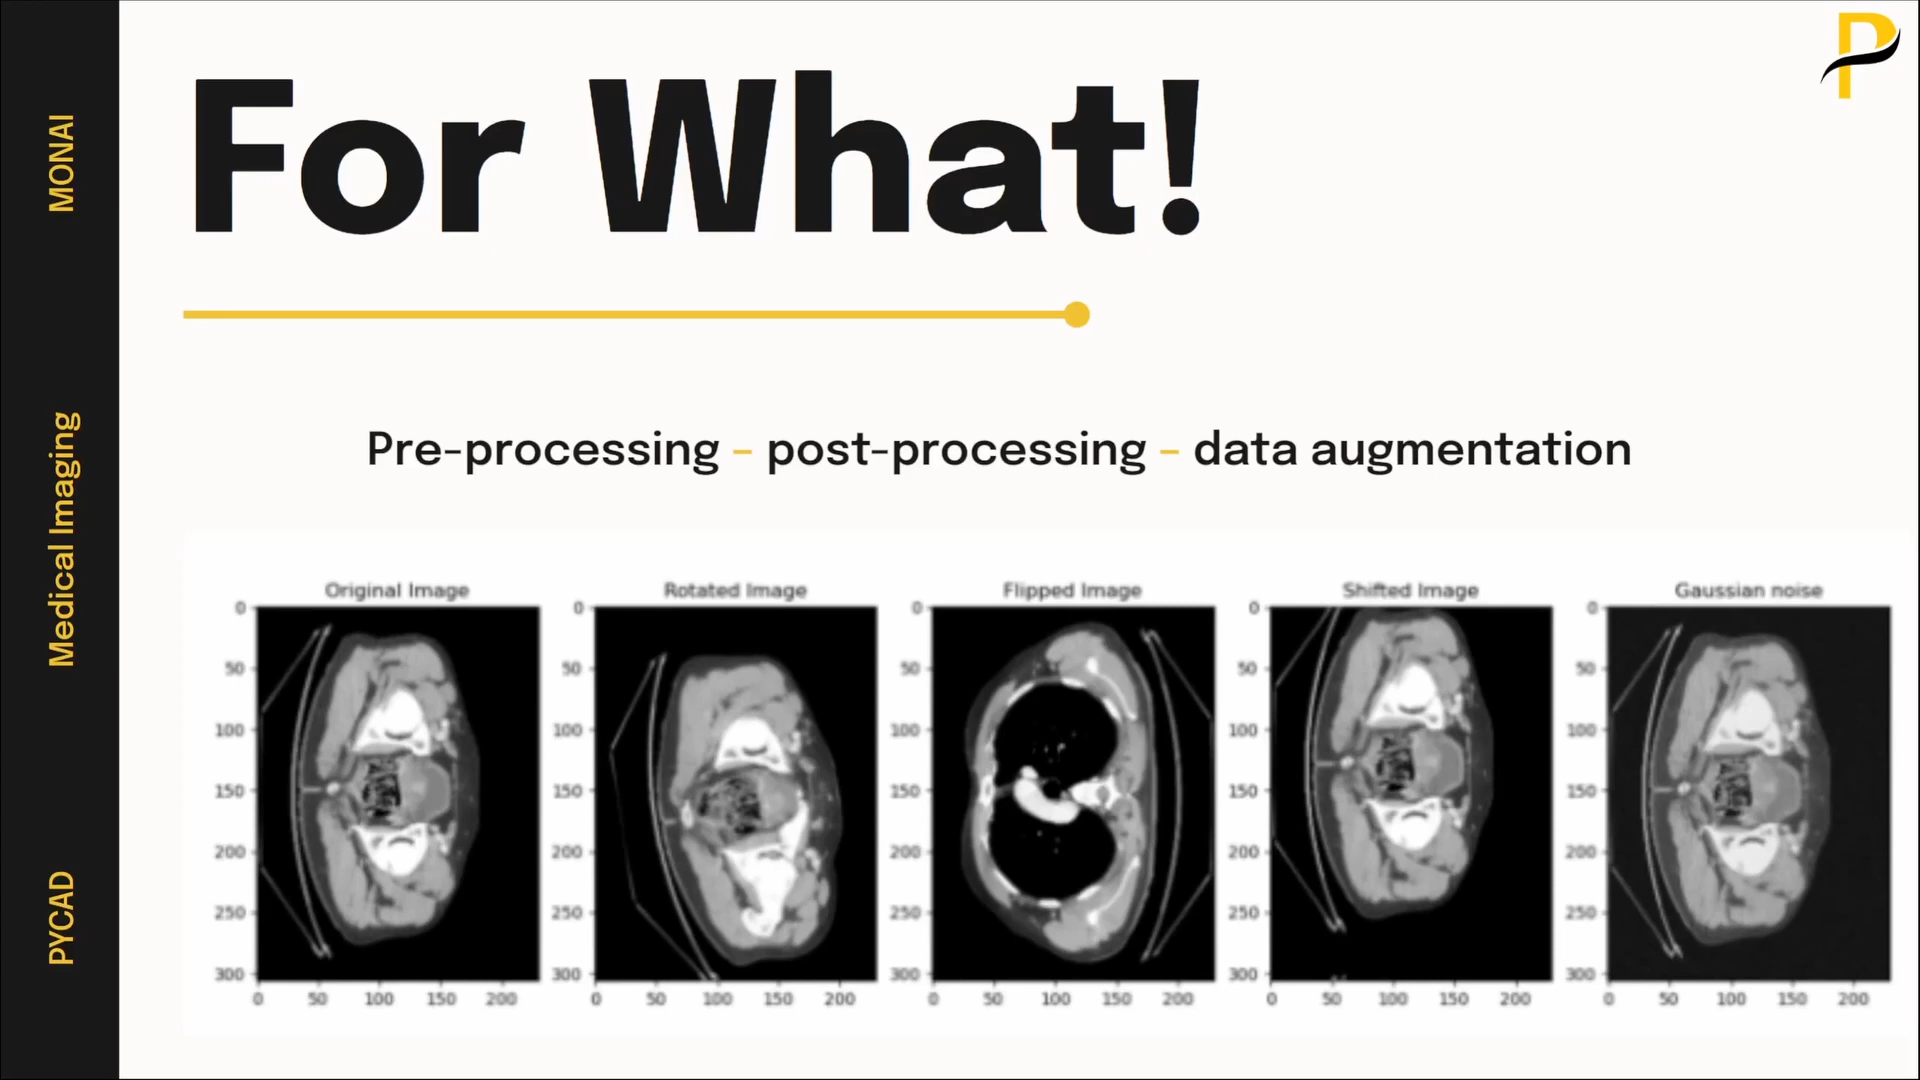 For What!
MONAI
Medical Imaging
PYCAD
Pre-processing – post-processing – data augmentation
Original Image
0
50
100
150
200
250
300
0 50 100 150 200
Rotated Image
0
50
100
150
200
250
300
0 50 100 150 200
Flipped Image
0
50
100
150
200
250
300
0 50 100 150 200
Shifted Image
0
50
100
150
200
250
300
0 50 100 150 200
Gaussian noise
0
50
100
150
200
250
300
0 50 100 150 200
P